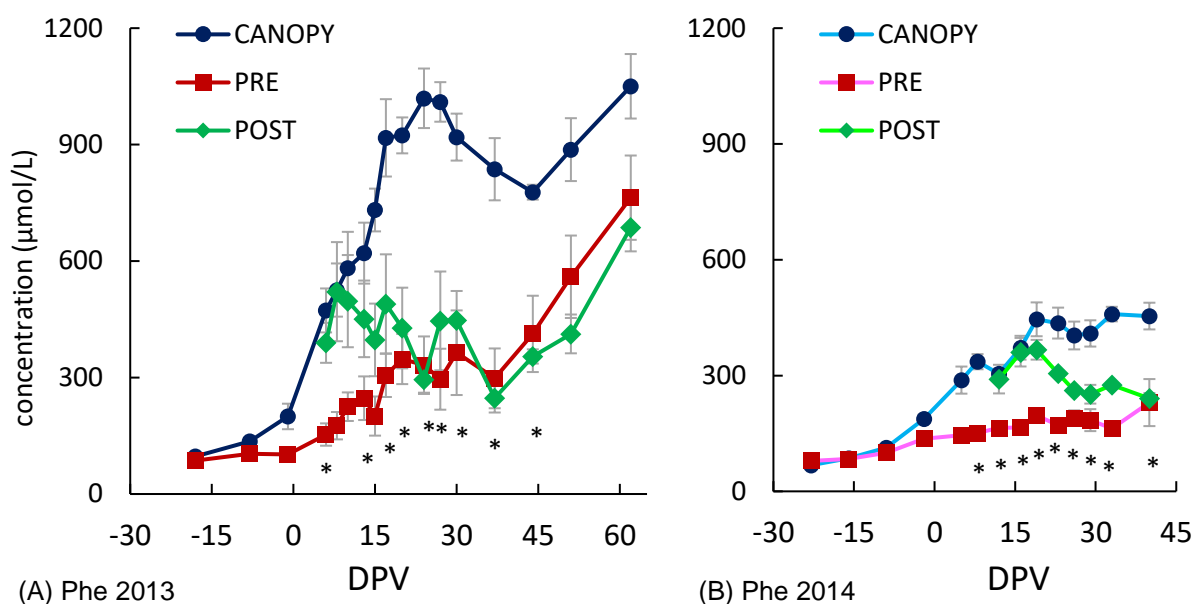 1200
900
600
300
0
concentration (µmol/L)
CANOPY
PRE
POST
* * * * * * * * *
-30 -15 0 15 30 45 60
DPV
(A) Phe 2013
1200
900
600
300
0
CANOPY
PRE
POST
* * * * * * * * *
-30 -15 0 15 30 45
DPV
(B) Phe 2014